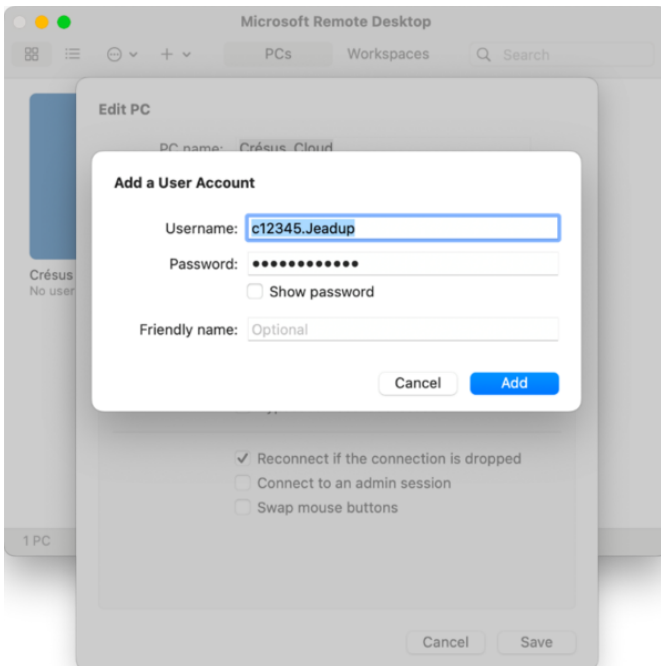 Microsoft Remote Desktop
PCs Workspaces Search
Edit PC
PC name: Crésus Cloud
Add a User Account
Username: c12345.Jeadup
Password: ••••••••••••
Show password
Friendly name: Optional
Cancel Add
Crésus
No user
Reconnect if the connection is dropped
Connect to an admin session
Swap mouse buttons
1 PC
Cancel Save